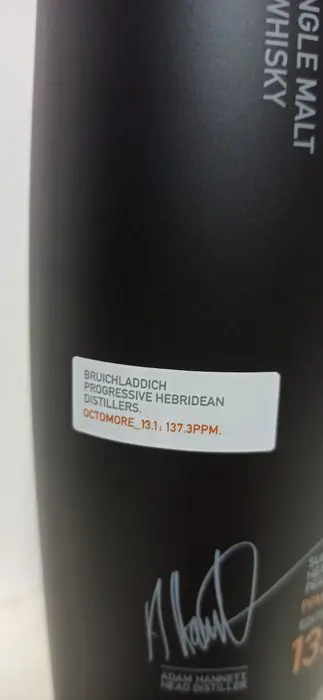 NGLE MALT
WHISKY
BRUICHLADDICH
PROGRESSIVE HEBRIDEAN
DISTILLERS.
OCTOMORE_13.1: 137.3PPM.
ADAM HANNETT
HEAD DISTILLER
13